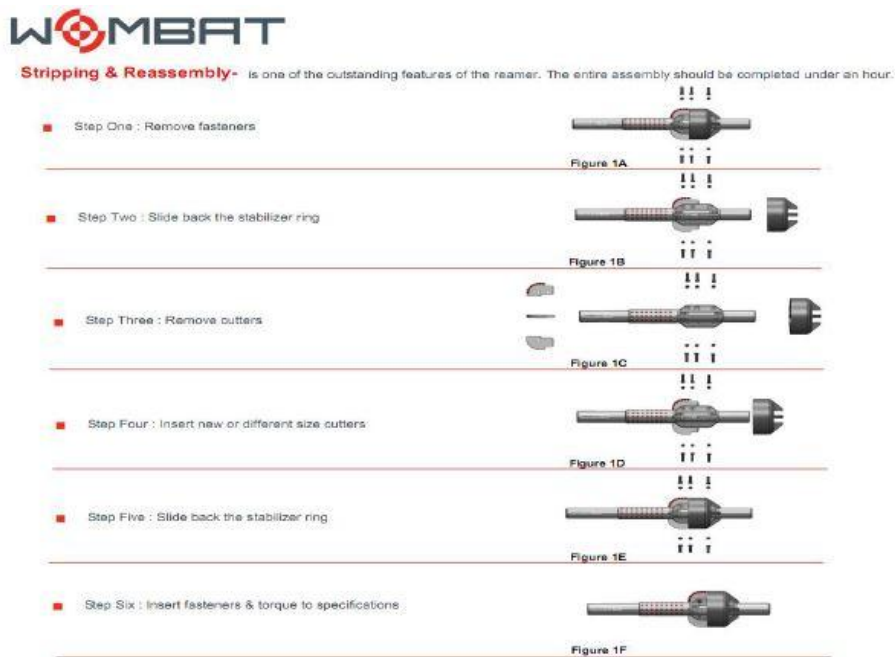 WOMBAT
Stripping & Reassembly- is one of the outstanding features of the reamer. The entire assembly should be completed under an hour.
Step One : Remove fasteners
Figure 1A
Step Two : Slide back the stabilizer ring
Figure 1B
Step Three : Remove cutters
Figure 1C
Step Four : Insert new or different size cutters
Figure 1D
Step Five : Slide back the stabilizer ring
Figure 1E
Step Six : Insert fasteners & torque to specifications
Figure 1F